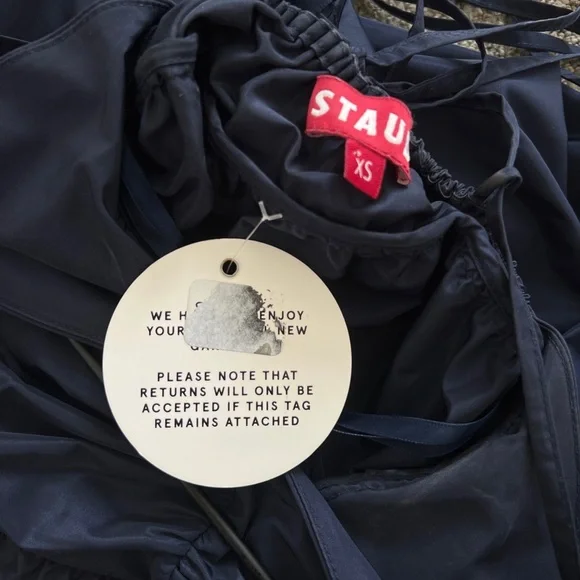 STAU
XS
WE ENJOY
YOUR NEW
PLEASE NOTE THAT
RETURNS WILL ONLY BE
ACCEPTED IF THIS TAG
REMAINS ATTACHED